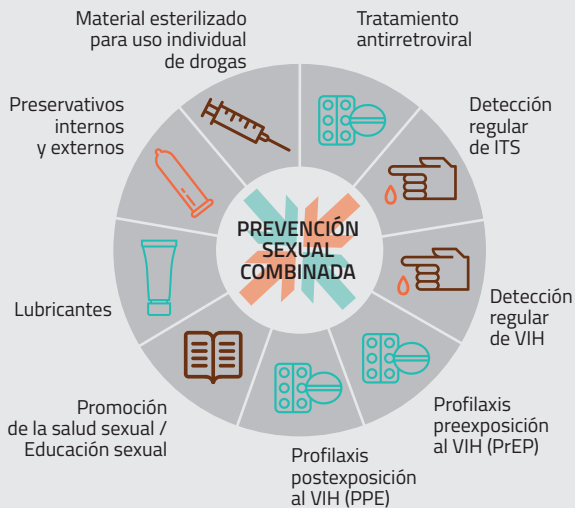 Material esterilizado
para uso individual
de drogas
Tratamiento
antirretroviral
Detección
regular
de ITS
Detección
regular
de VIH
Profilaxis
preexposición
al VIH (PrEP)
Profilaxis
postexposición
al VIH (PPE)
Promoción
de la salud sexual /
Educación sexual
Lubricantes
Preservativos
internos
y externos
PREVENCIÓN
SEXUAL
COMBINADA